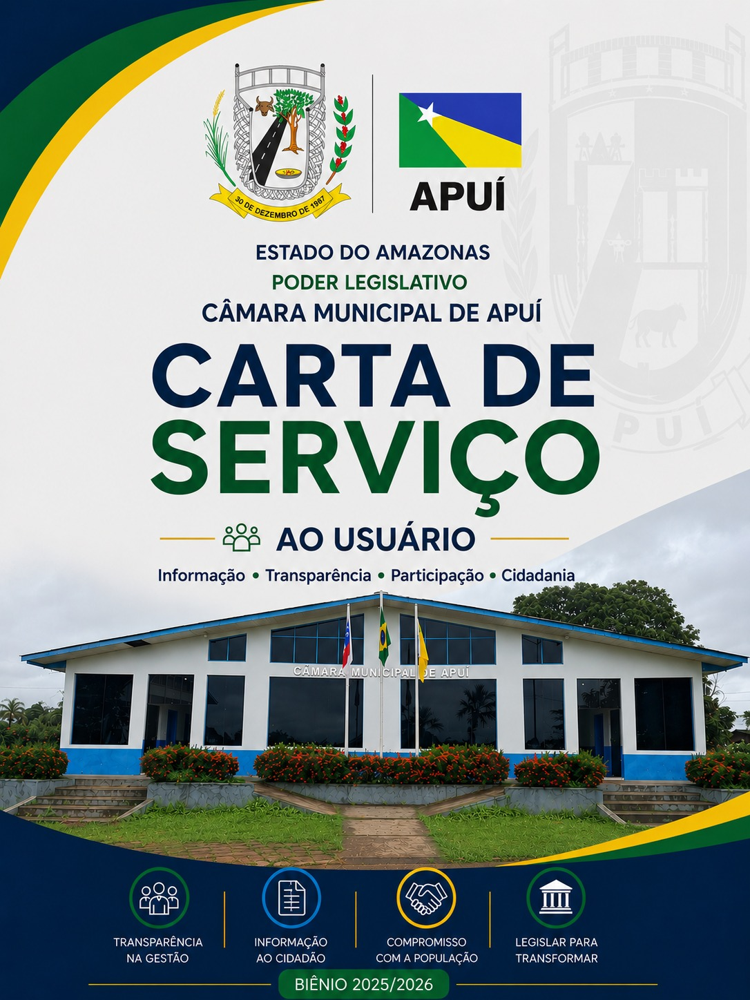 30 DE DEZEMBRO DE 1987
APUÍ
ESTADO DO AMAZONAS
PODER LEGISLATIVO
CÂMARA MUNICIPAL DE APUÍ
CARTA DE
SERVIÇO
AO USUÁRIO
Informação • Transparência • Participação • Cidadania
APUÍ
CÂMARA MUNICIPAL DE APUÍ
TRANSPARÊNCIA
NA GESTÃO
INFORMAÇÃO
AO CIDADÃO
COMPROMISSO
COM A POPULAÇÃO
LEGISLAR PARA
TRANSFORMAR
BIÊNIO 2025/2026